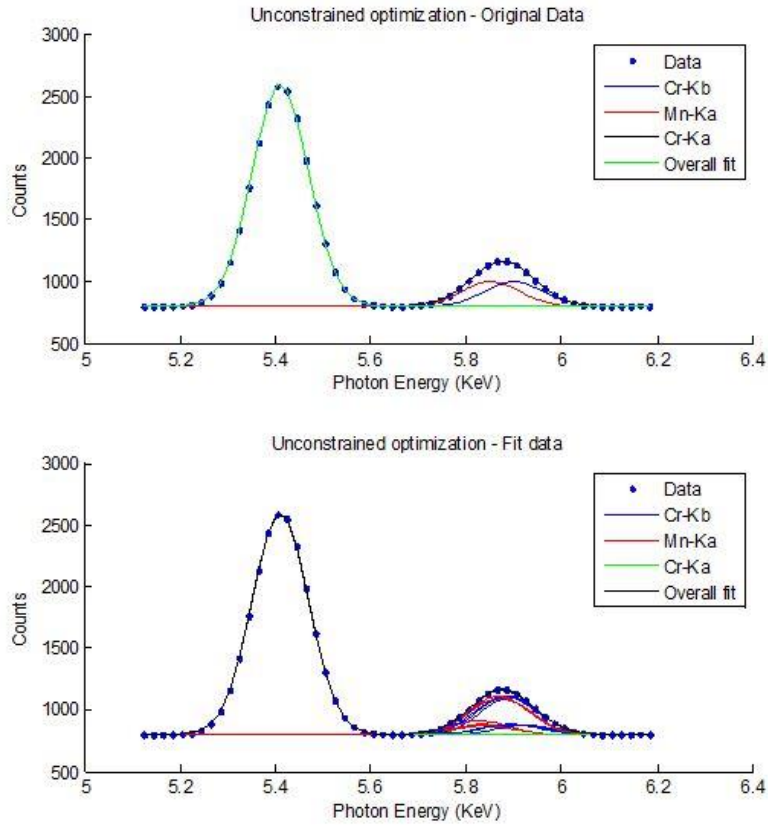 Unconstrained optimization - Original Data
3000
2500
2000
1500
1000
500
Counts
Data
Cr-Kb
Mn-Ka
Cr-Ka
Overall fit
5 5.2 5.4 5.6 5.8 6 6.2 6.4
Photon Energy (KeV)
Unconstrained optimization - Fit data
3000
2500
2000
1500
1000
500
Counts
Data
Cr-Kb
Mn-Ka
Cr-Ka
Overall fit
5 5.2 5.4 5.6 5.8 6 6.2 6.4
Photon Energy (KeV)